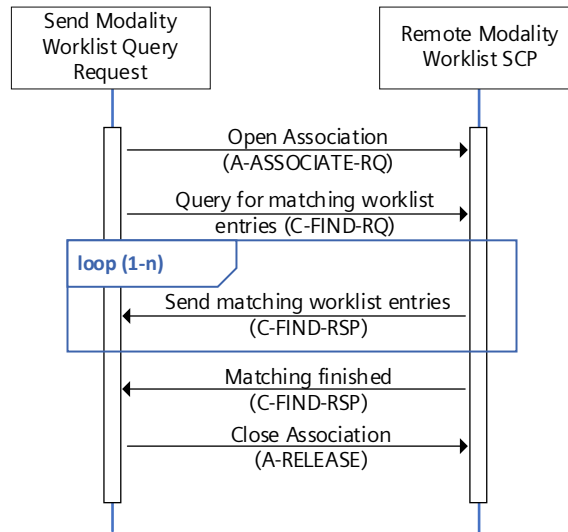 Send Modality
Worklist Query
Request
Remote Modality
Worklist SCP
Open Association
(A-ASSOCIATE-RQ)
Query for matching worklist
entries (C-FIND-RQ)
loop (1-n)
Send matching worklist entries
(C-FIND-RSP)
Matching finished
(C-FIND-RSP)
Close Association
(A-RELEASE)